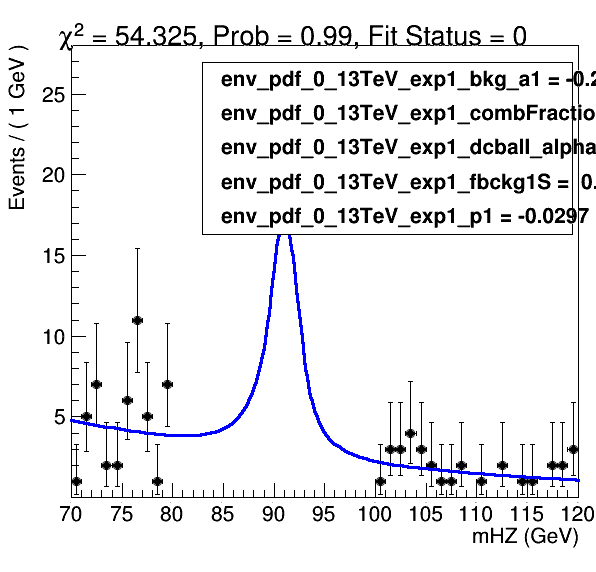 χ² = 54.325, Prob = 0.99, Fit Status = 0
Events / ( 1 GeV )
env_pdf_0_13TeV_exp1_bkg_a1 = -0.2
env_pdf_0_13TeV_exp1_combFractio
env_pdf_0_13TeV_exp1_dcball_alpha
env_pdf_0_13TeV_exp1_fbckg1S = 0.
env_pdf_0_13TeV_exp1_p1 = -0.0297
25
20
15
10
5
70 75 80 85 90 95 100 105 110 115 120
mHZ (GeV)